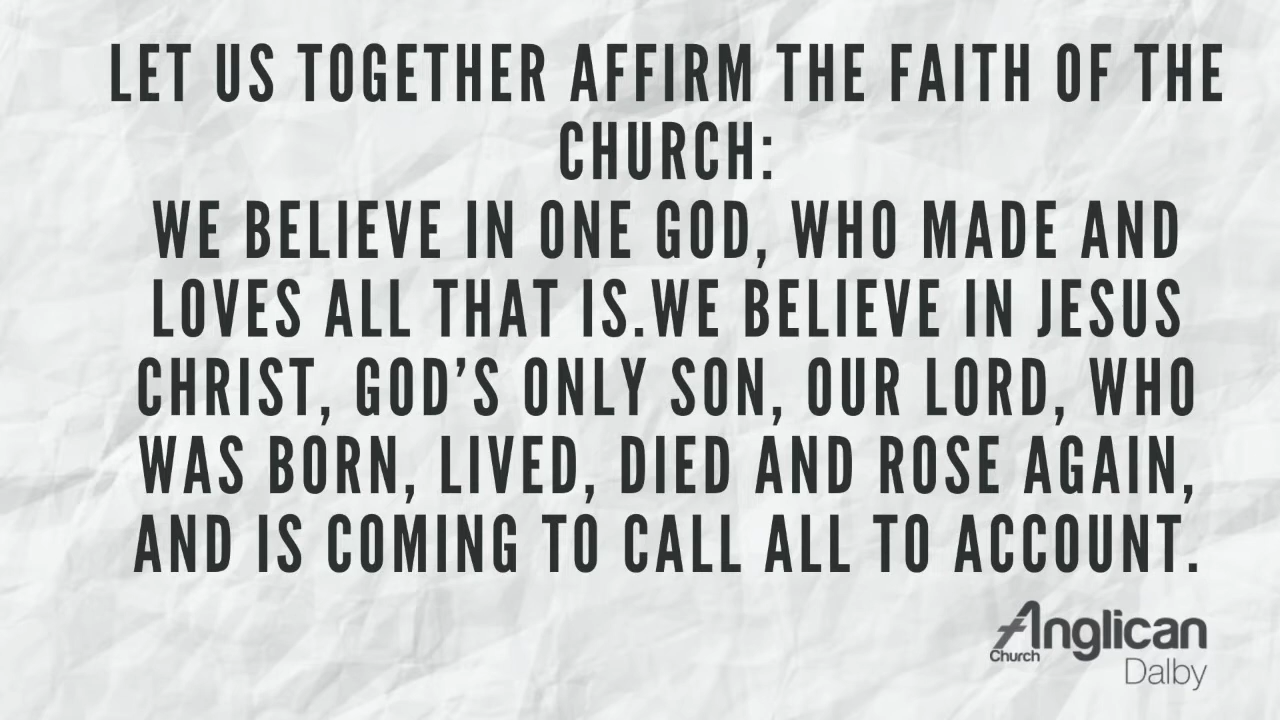 LET US TOGETHER AFFIRM THE FAITH OF THE
CHURCH:
WE BELIEVE IN ONE GOD, WHO MADE AND
LOVES ALL THAT IS.WE BELIEVE IN JESUS
CHRIST, GOD’S ONLY SON, OUR LORD, WHO
WAS BORN, LIVED, DIED AND ROSE AGAIN,
AND IS COMING TO CALL ALL TO ACCOUNT.
Anglican
Church
Dalby